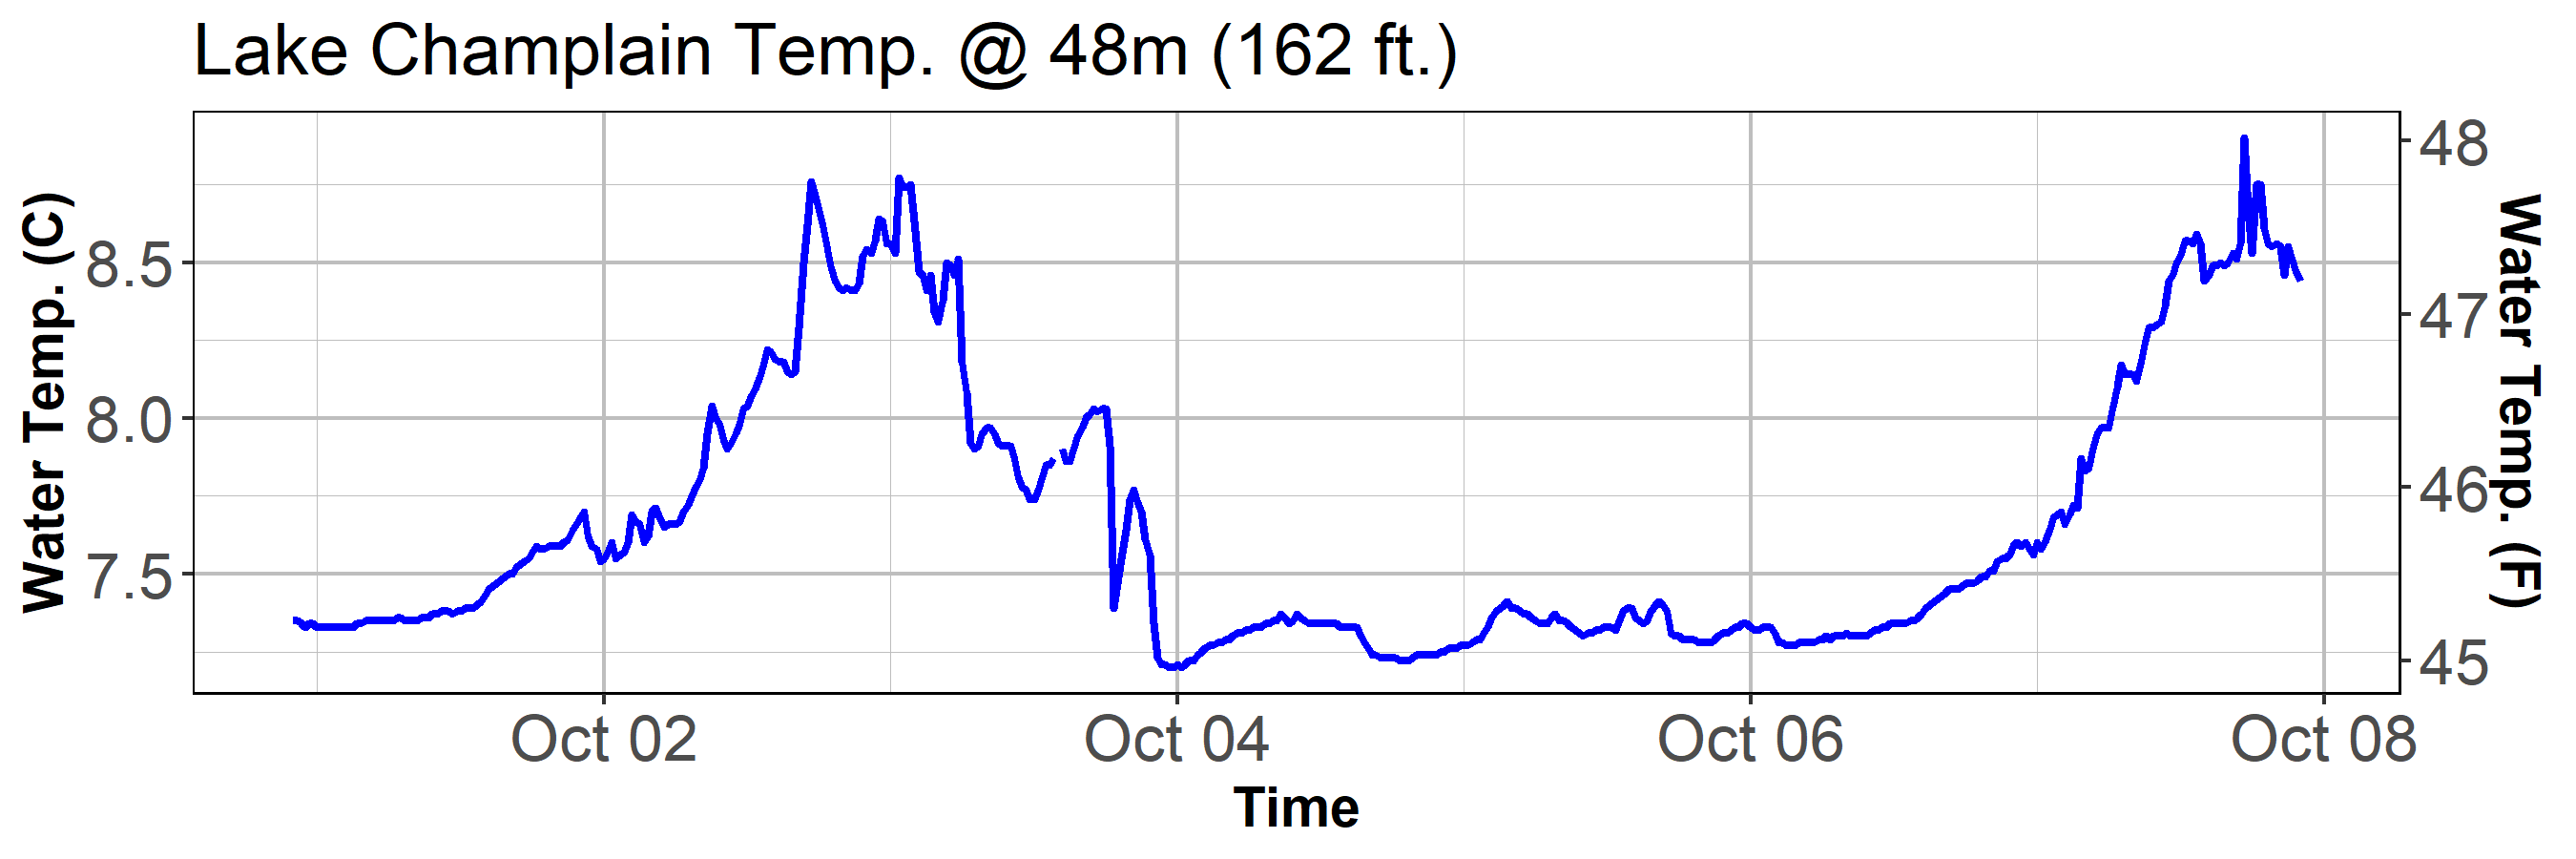 Lake Champlain Temp. @ 48m (162 ft.)
Water Temp. (C)
8.5
8.0
7.5
48
47
46
45
Water Temp. (F)
Oct 02 Oct 04 Oct 06 Oct 08
Time